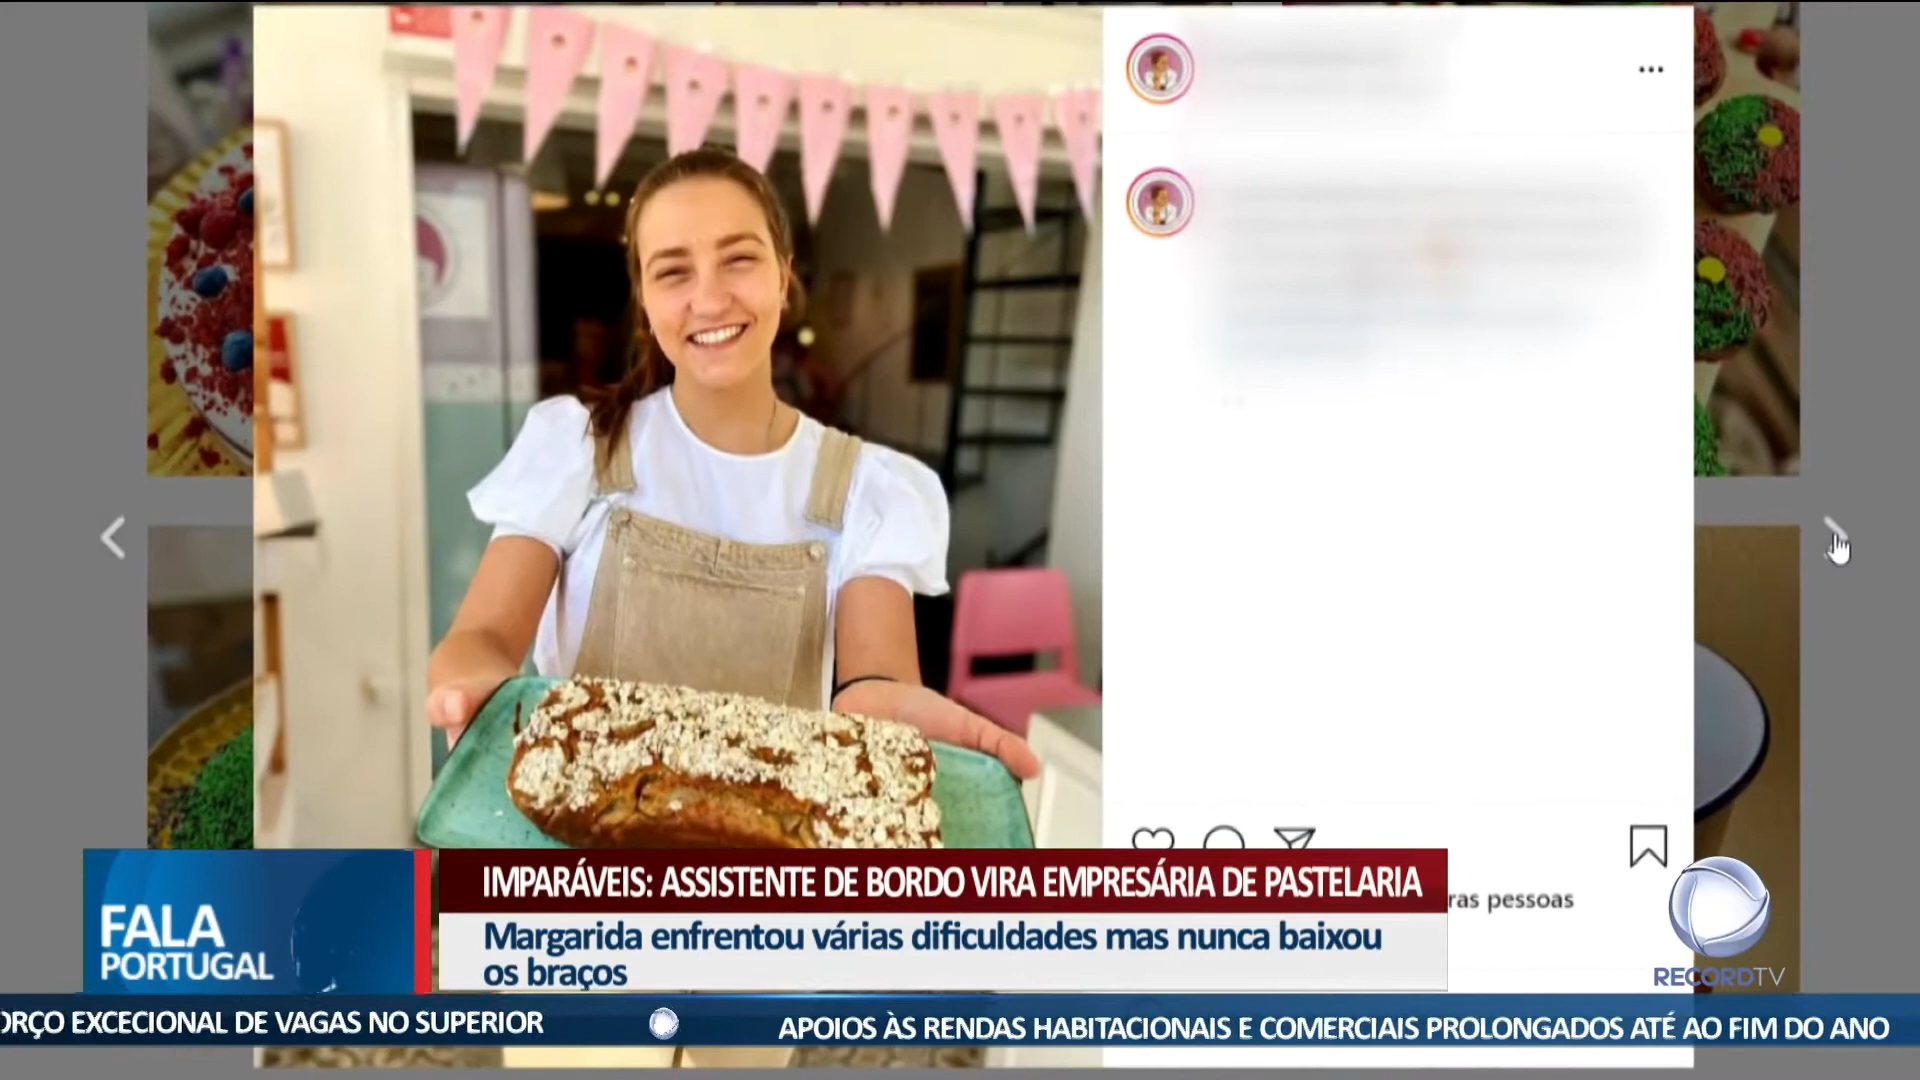 IMPARÁVEIS: ASSISTENTE DE BORDO VIRA EMPRESÁRIA DE PASTELARIA
ras pessoas
FALA
PORTUGAL
Margarida enfrentou várias dificuldades mas nunca baixou
os braços
RECORDTV
ORÇO EXCECIONAL DE VAGAS NO SUPERIOR
APOIOS ÀS RENDAS HABITACIONAIS E COMERCIAIS PROLONGADOS ATÉ AO FIM DO ANO